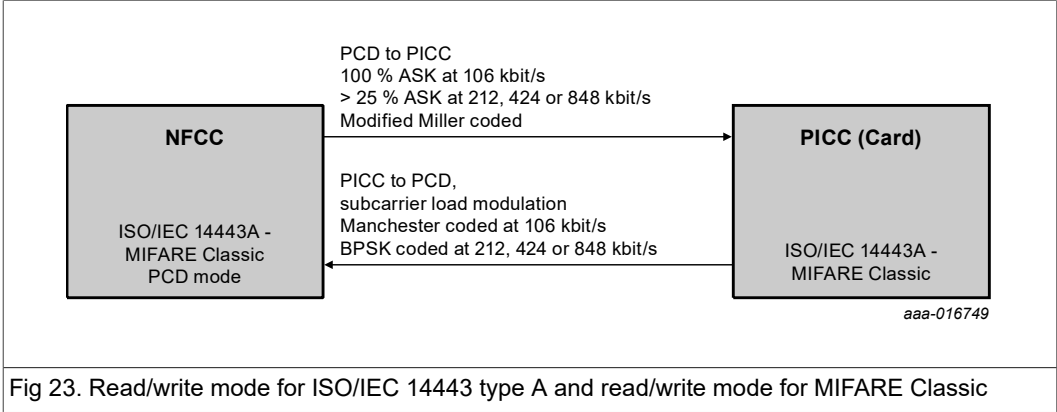 PCD to PICC
100 % ASK at 106 kbit/s
> 25 % ASK at 212, 424 or 848 kbit/s
Modified Miller coded
NFCC
PICC (Card)
PICC to PCD,
subcarrier load modulation
Manchester coded at 106 kbit/s
BPSK coded at 212, 424 or 848 kbit/s
ISO/IEC 14443A -
MIFARE Classic
PCD mode
ISO/IEC 14443A -
MIFARE Classic
aaa-016749
Fig 23. Read/write mode for ISO/IEC 14443 type A and read/write mode for MIFARE Classic